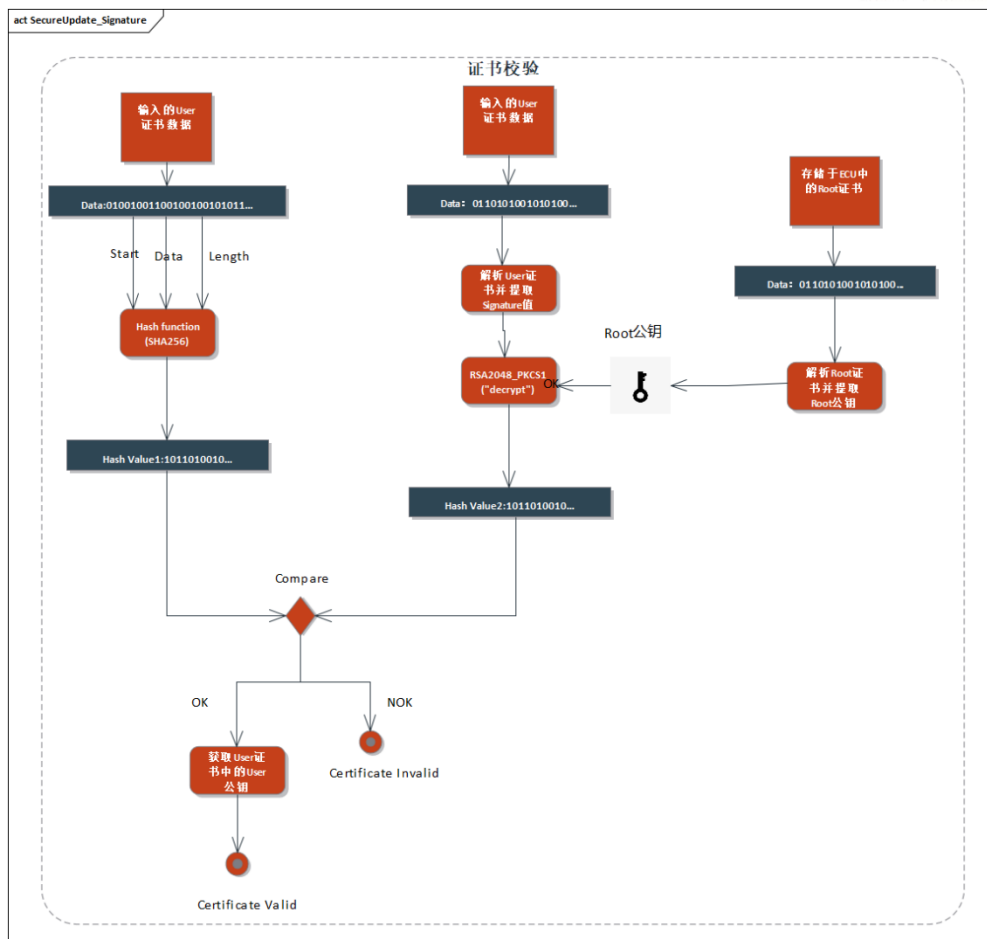 act SecureUpdate_Signature
证书校验
输入的User
证书数据
输入的User
证书数据
存储于ECU中
的Root证书
Data:01001001100100100101011...
Data：0110101001010100...
Start
Data
Length
解析User证
书并提取
Signature值
Data：0110101001010100...
Hash function
(SHA256)
Root公钥
RSA2048_PKCS1
("decrypt")
OK
解析Root证
书并提取
Root公钥
Hash Value1:1011010010...
Hash Value2:1011010010...
Compare
OK
NOK
获取User证
书中的User
公钥
Certificate Invalid
Certificate Valid